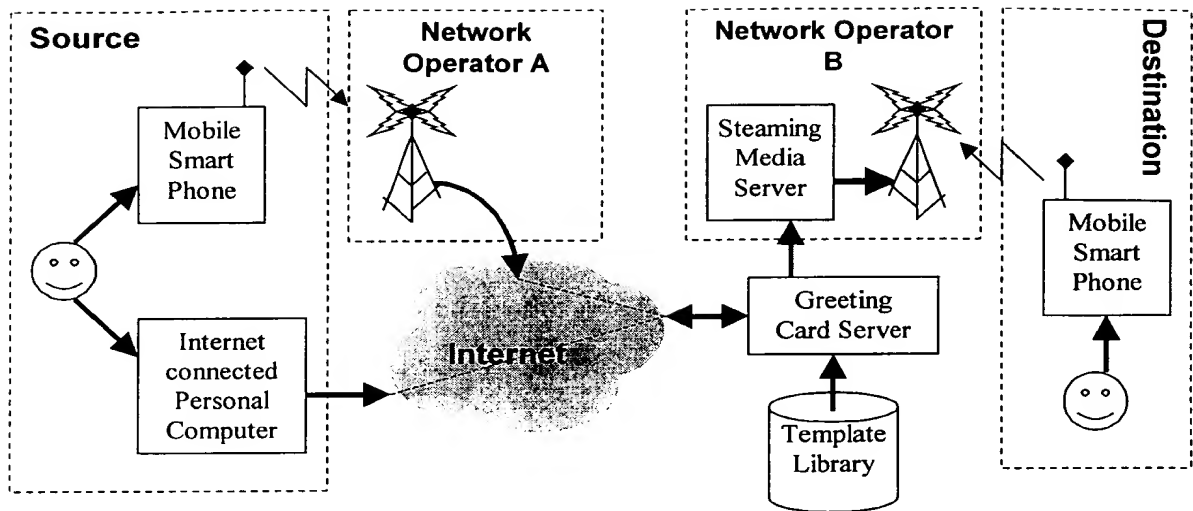 Source
Mobile
Smart
Phone
Internet
connected
Personal
Computer
Network
Operator A
Internet
Network Operator
B
Steaming
Media
Server
Greeting
Card Server
Template
Library
Destination
Mobile
Smart
Phone